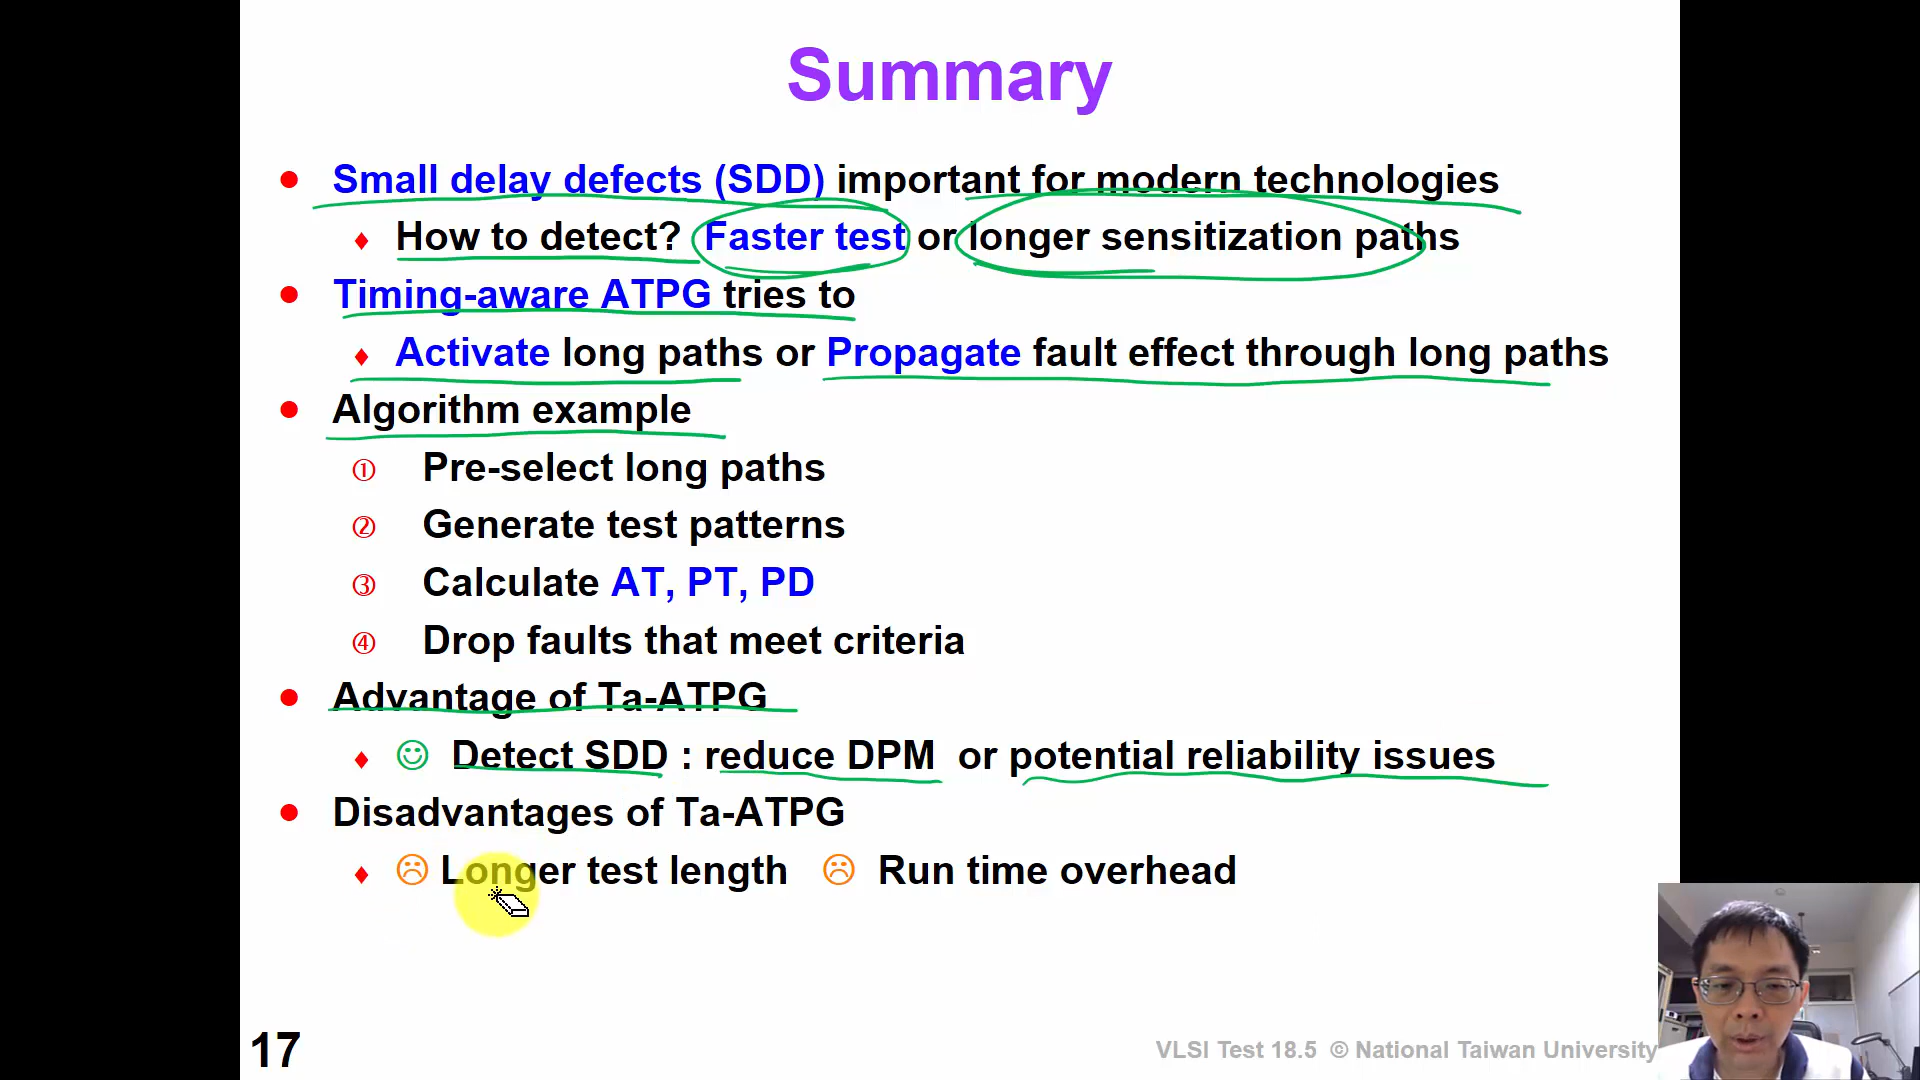 Summary
Small delay defects (SDD) important for modern technologies
How to detect? Faster test or longer sensitization paths
Timing-aware ATPG tries to
Activate long paths or Propagate fault effect through long paths
Algorithm example
① Pre-select long paths
② Generate test patterns
③ Calculate AT, PT, PD
④ Drop faults that meet criteria
Advantage of Ta-ATPG
Detect SDD : reduce DPM or potential reliability issues
Disadvantages of Ta-ATPG
Longer test length Run time overhead
17 VLSI Test 18.5 © National Taiwan University